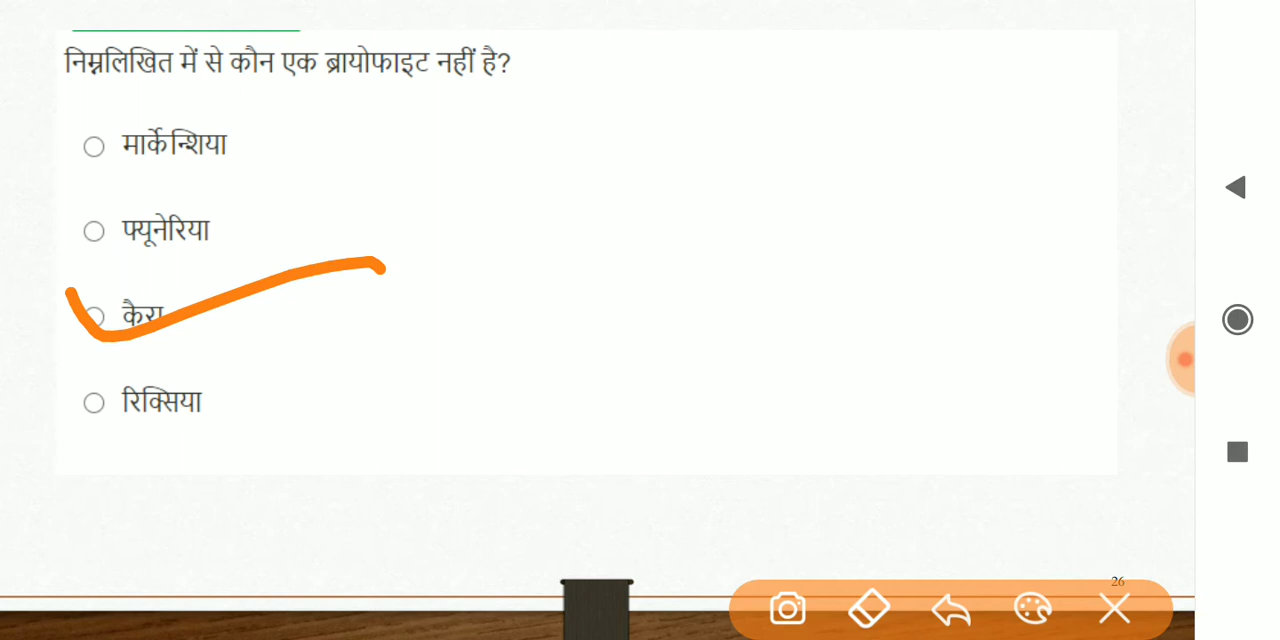 निम्नलिखित में से कौन एक ब्रायोफाइट नहीं है?
मार्केन्शिया
फ्यूनेरिया
कैरा
रिक्सिया
26